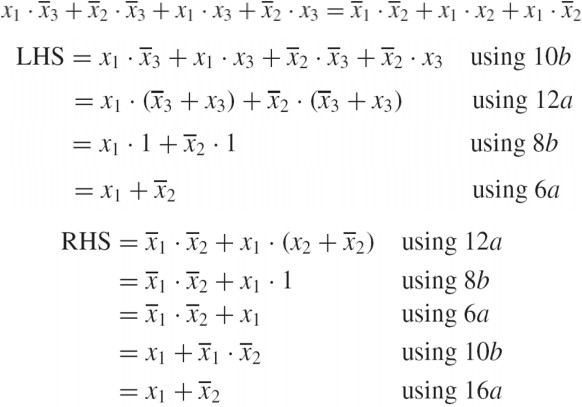 x₁ · x̄₃ + x̄₂ · x̄₃ + x₁ · x₃ + x̄₂ · x₃ = x̄₁ · x̄₂ + x₁ · x₂ + x₁ · x̄₂
LHS = x₁ · x̄₃ + x₁ · x₃ + x̄₂ · x̄₃ + x̄₂ · x₃ using 10b
= x₁ · (x̄₃ + x₃) + x̄₂ · (x̄₃ + x₃) using 12a
= x₁ · 1 + x̄₂ · 1 using 8b
= x₁ + x̄₂ using 6a
RHS = x̄₁ · x̄₂ + x₁ · (x₂ + x̄₂) using 12a
= x̄₁ · x̄₂ + x₁ · 1 using 8b
= x̄₁ · x̄₂ + x₁ using 6a
= x₁ + x̄₁ · x̄₂ using 10b
= x₁ + x̄₂ using 16a